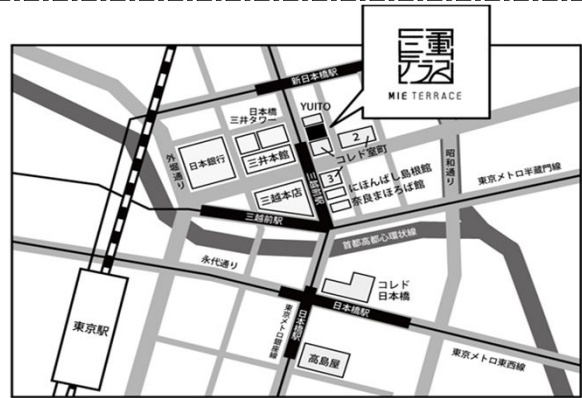 三重テラス
MIE TERRACE
新日本橋駅
YUITO
日本橋
三井タワー
2
外堀通り
日本銀行
三井本館
コレド室町
昭和通り
3
三越前駅
東京メトロ半蔵門線
にほんばし島根館
三越本店
奈良まほろば館
三越前駅
首都高都心環状線
永代通り
コレド
日本橋
東京駅
日本橋駅
東京メトロ銀座線
日本橋駅
高島屋
東京メトロ東西線